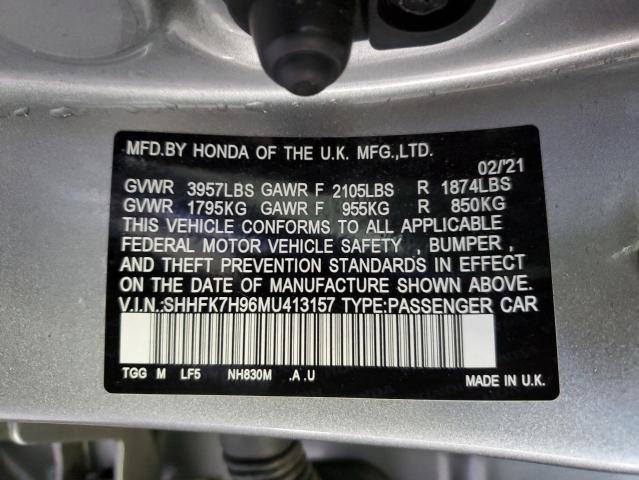 MFD.BY HONDA OF THE U.K. MFG.,LTD.
02/'21
GVWR 3957LBS GAWR F 2105LBS R 1874LBS
GVWR 1795KG GAWR F 955KG R 850KG
THIS VEHICLE CONFORMS TO ALL APPLICABLE
FEDERAL MOTOR VEHICLE SAFETY , BUMPER ,
AND THEFT PREVENTION STANDARDS IN EFFECT
ON THE DATE OF MANUFACTURE SHOWN ABOVE.
V.I.N.:SHHFK7H96MU413157 TYPE:PASSENGER CAR
TGG M LF5 NH830M .A .U
MADE IN U.K.